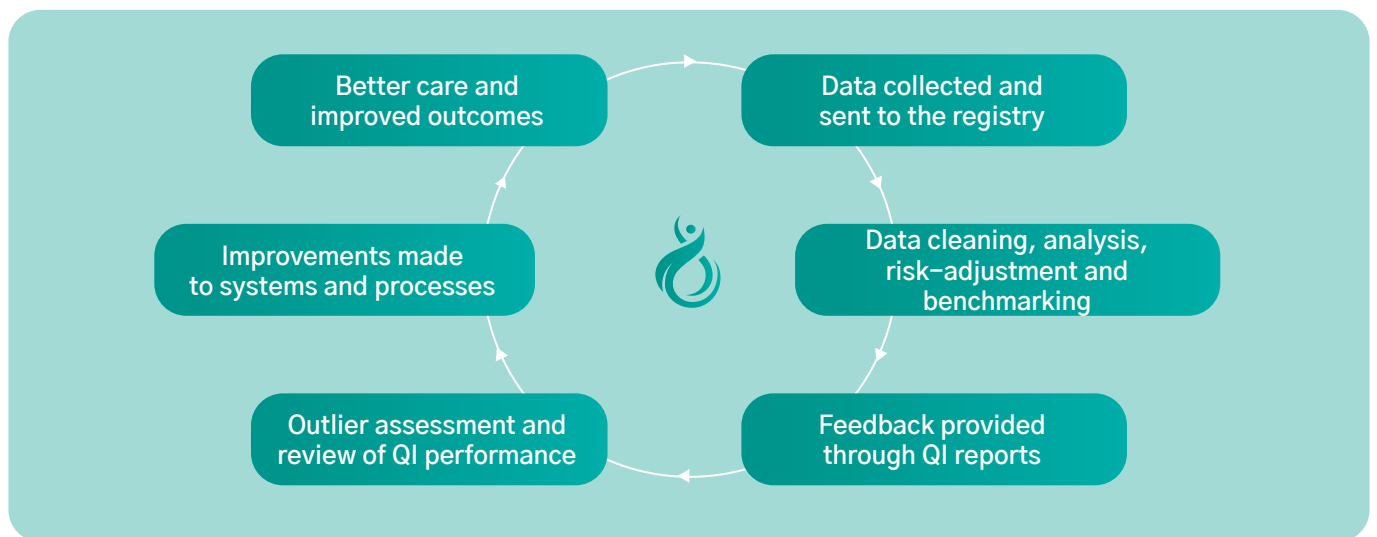 Better care and
improved outcomes
Data collected and
sent to the registry
Data cleaning, analysis,
risk-adjustment and
benchmarking
Feedback provided
through QI reports
Outlier assessment and
review of QI performance
Improvements made
to systems and processes